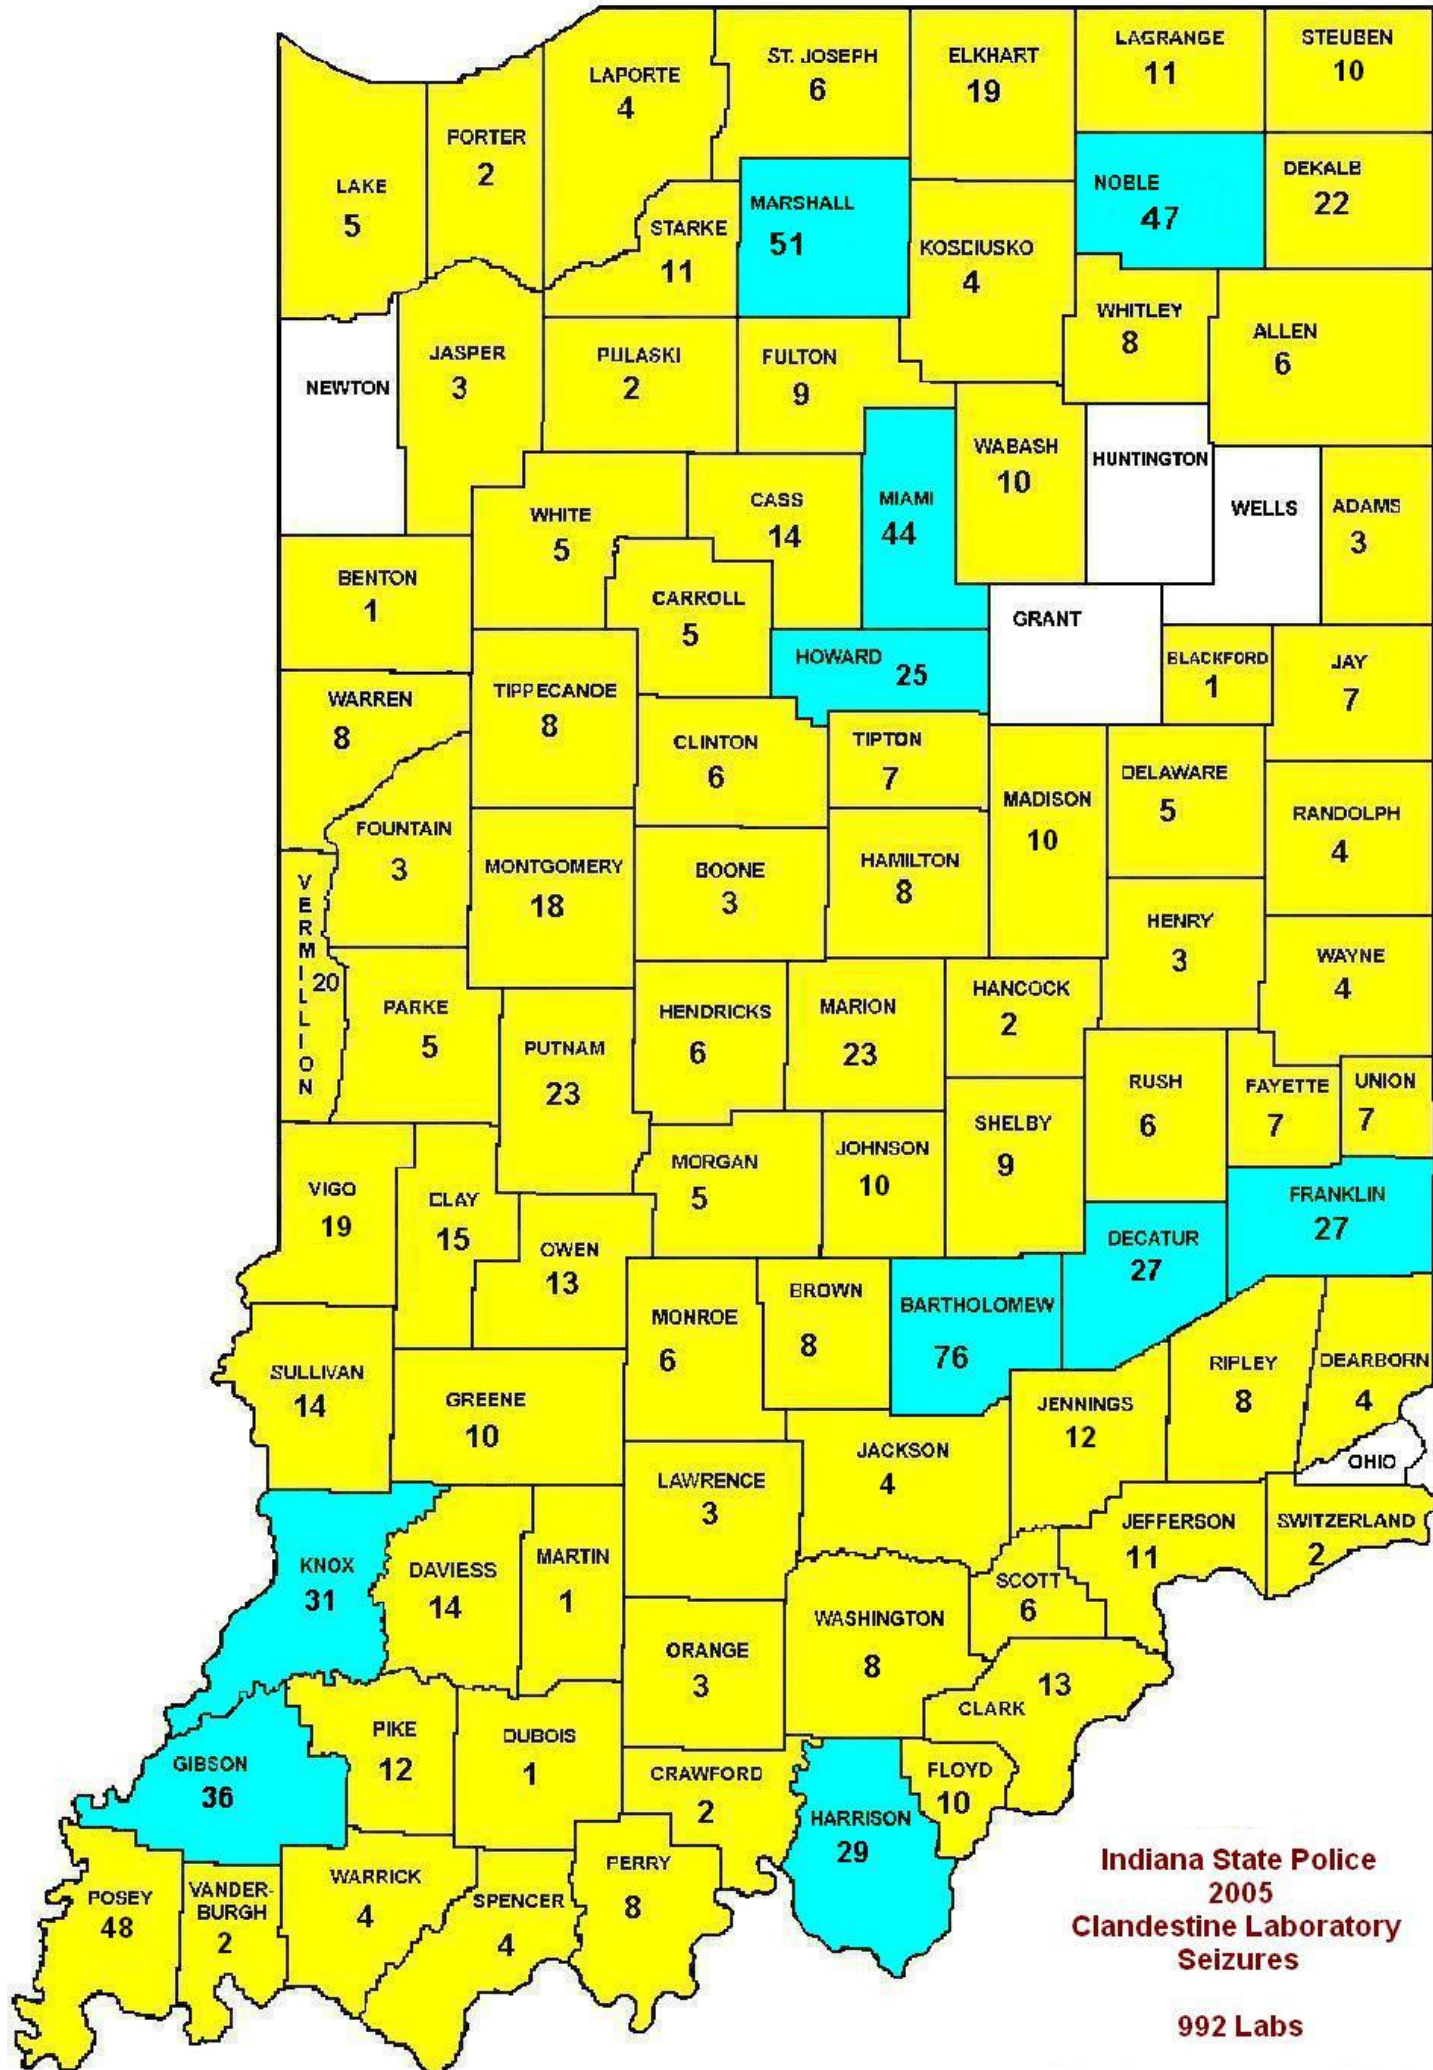 LAPORTE
4
ST. JOSEPH
6
ELKHART
19
LAGRANGE
11
STEUBEN
10
PORTER
2
LAKE
5
STARKE
11
MARSHALL
51
KOSCIUSKO
4
NOBLE
47
DEKALB
22
WHITLEY
8
ALLEN
6
NEWTON
JASPER
3
PULASKI
2
FULTON
9
WABASH
10
HUNTINGTON
WELLS
ADAMS
3
WHITE
5
CASS
14
MIAMI
44
BENTON
1
CARROLL
5
HOWARD 25
GRANT
BLACKFORD
1
JAY
7
WARREN
8
TIPPECANOE
8
CLINTON
6
TIPTON
7
MADISON
10
DELAWARE
5
RANDOLPH
4
FOUNTAIN
3
MONTGOMERY
18
BOONE
3
HAMILTON
8
HENRY
3
WAYNE
4
VERMILLLION
20
PARKE
5
PUTNAM
23
HENDRICKS
6
MARION
23
HANCOCK
2
RUSH
6
FAYETTE
7
UNION
7
SHELBY
9
VIGO
19
CLAY
15
MORGAN
5
JOHNSON
10
OWEN
13
FRANKLIN
27
DECATUR
27
MONROE
6
BROWN
8
BARTHOLOMEW
76
SULLIVAN
14
GREENE
10
JENNINGS
12
RIPLEY
8
DEARBORN
4
OHIO
JACKSON
4
LAWRENCE
3
JEFFERSON
11
SWITZERLAND
2
KNOX
31
DAVIESS
14
MARTIN
1
SCOTT
6
WASHINGTON
8
ORANGE
3
13
CLARK
GIBSON
36
PIKE
12
DUBOIS
1
CRAWFORD
2
FLOYD
10
HARRISON
29
POSEY
48
VANDER-
BURGH
2
WARRICK
4
SPENCER
4
PERRY
8
Indiana State Police
2005
Clandestine Laboratory
Seizures
992 Labs